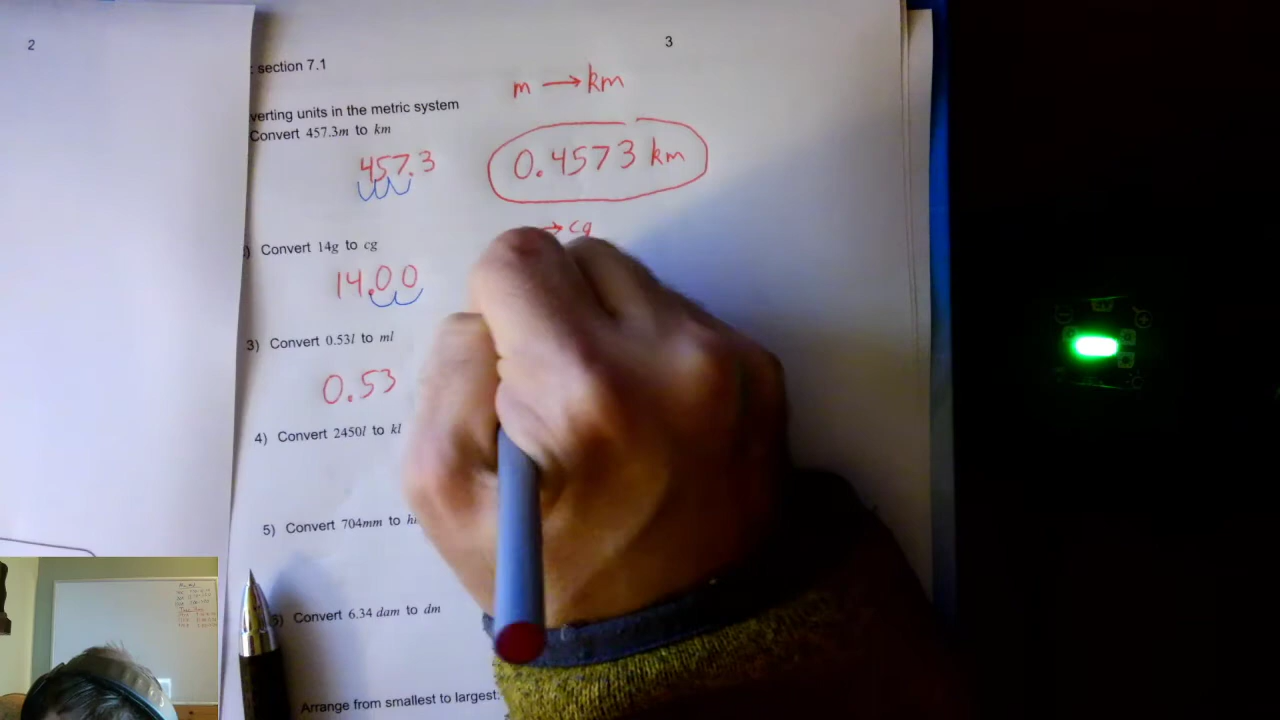 2
3
section 7.1
m → km
verting units in the metric system
Convert 457.3m to km
457.3
0.4573 km
→ cg
) Convert 14g to cg
14.00
3) Convert 0.53l to ml
0.53
4) Convert 2450l to kl
5) Convert 704mm to
Convert 6.34 dam to dm
Arrange from smallest to largest.